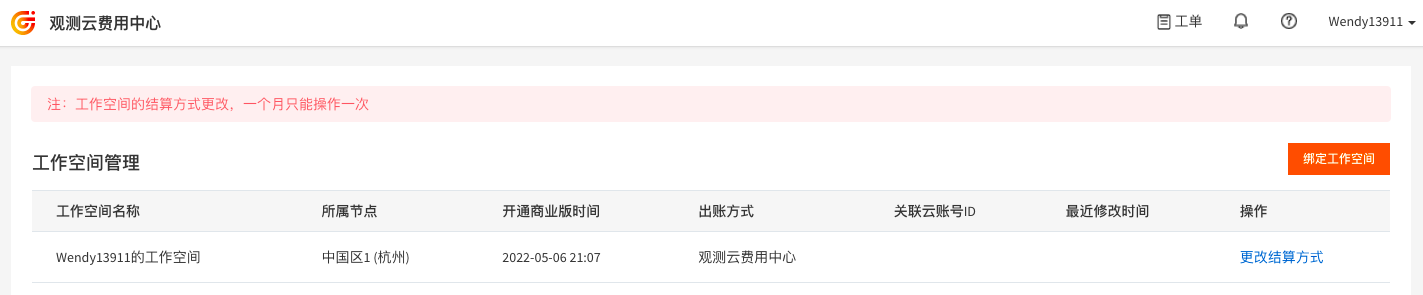 观测云费用中心
工单
Wendy13911
注：工作空间的结算方式更改，一个月只能操作一次
工作空间管理
绑定工作空间
工作空间名称 所属节点 开通商业版时间 出账方式 关联云账号ID 最近修改时间 操作
Wendy13911的工作空间 中国区1 (杭州) 2022-05-06 21:07 观测云费用中心 更改结算方式